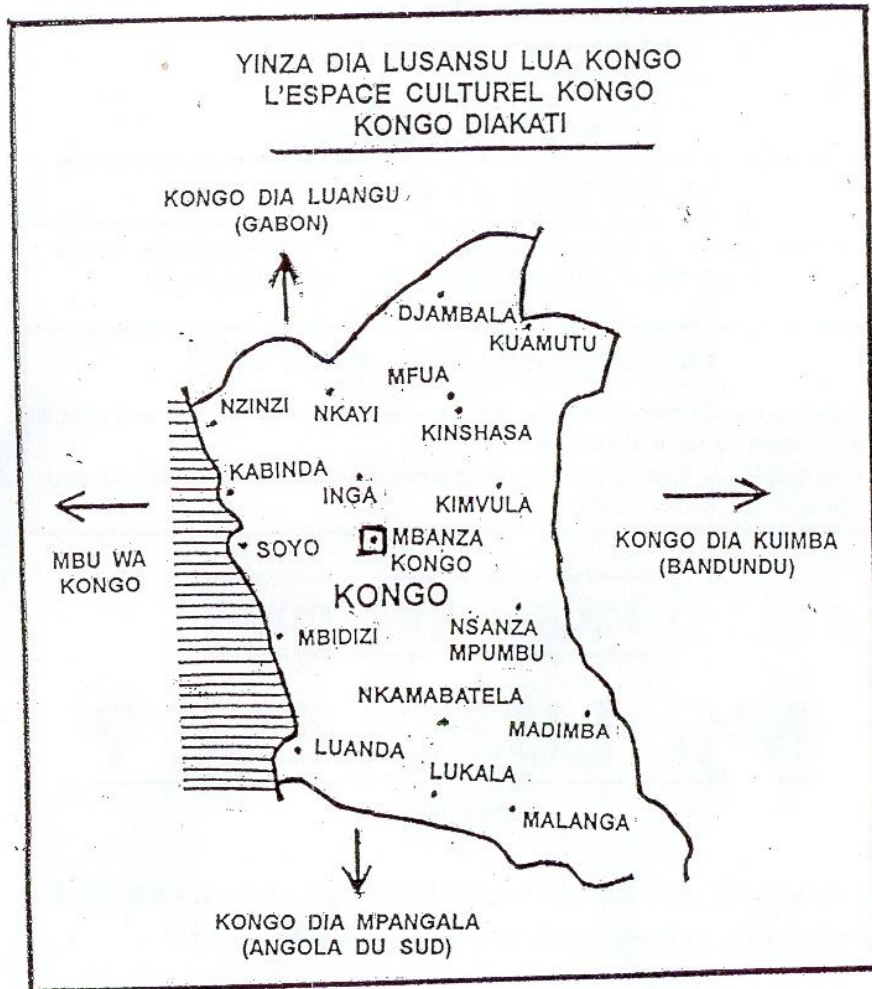 YINZA DIA LUSANSU LUA KONGO
L'ESPACE CULTUREL KONGO
KONGO DIAKATI
KONGO DIA LUANGU
(GABON)
DJAMBALA
KUAMUTU
MFUA
NZINZI
NKAYI
KINSHASA
KABINDA
INGA
KIMVULA
MBU WA
KONGO
SOYO
MBANZA
KONGO
KONGO DIA KUIMBA
(BANDUNDU)
KONGO
MBIDIZI
NSANZA
MPUMBU
NKAMABATELA
MADIMBA
LUANDA
LUKALA
MALANGA
KONGO DIA MPANGALA
(ANGOLA DU SUD)